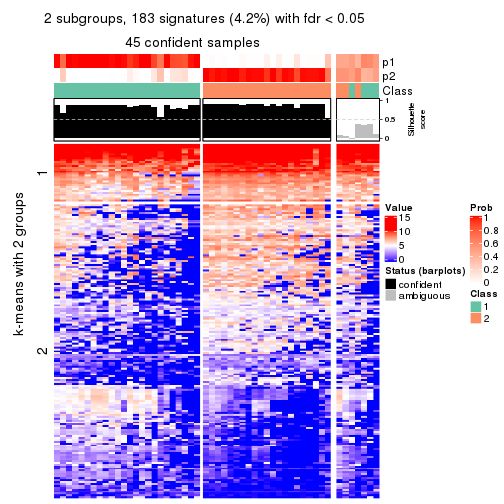 2 subgroups, 183 signatures (4.2%) with fdr < 0.05
45 confident samples
p1
p2
Class
1
0.5
0
Silhouette
score
k-means with 2 groups
1
2
Value
15
10
5
0
Status (barplots)
confident
ambiguous
Prob
1
0.8
0.6
0.4
0.2
0
Class
1
2